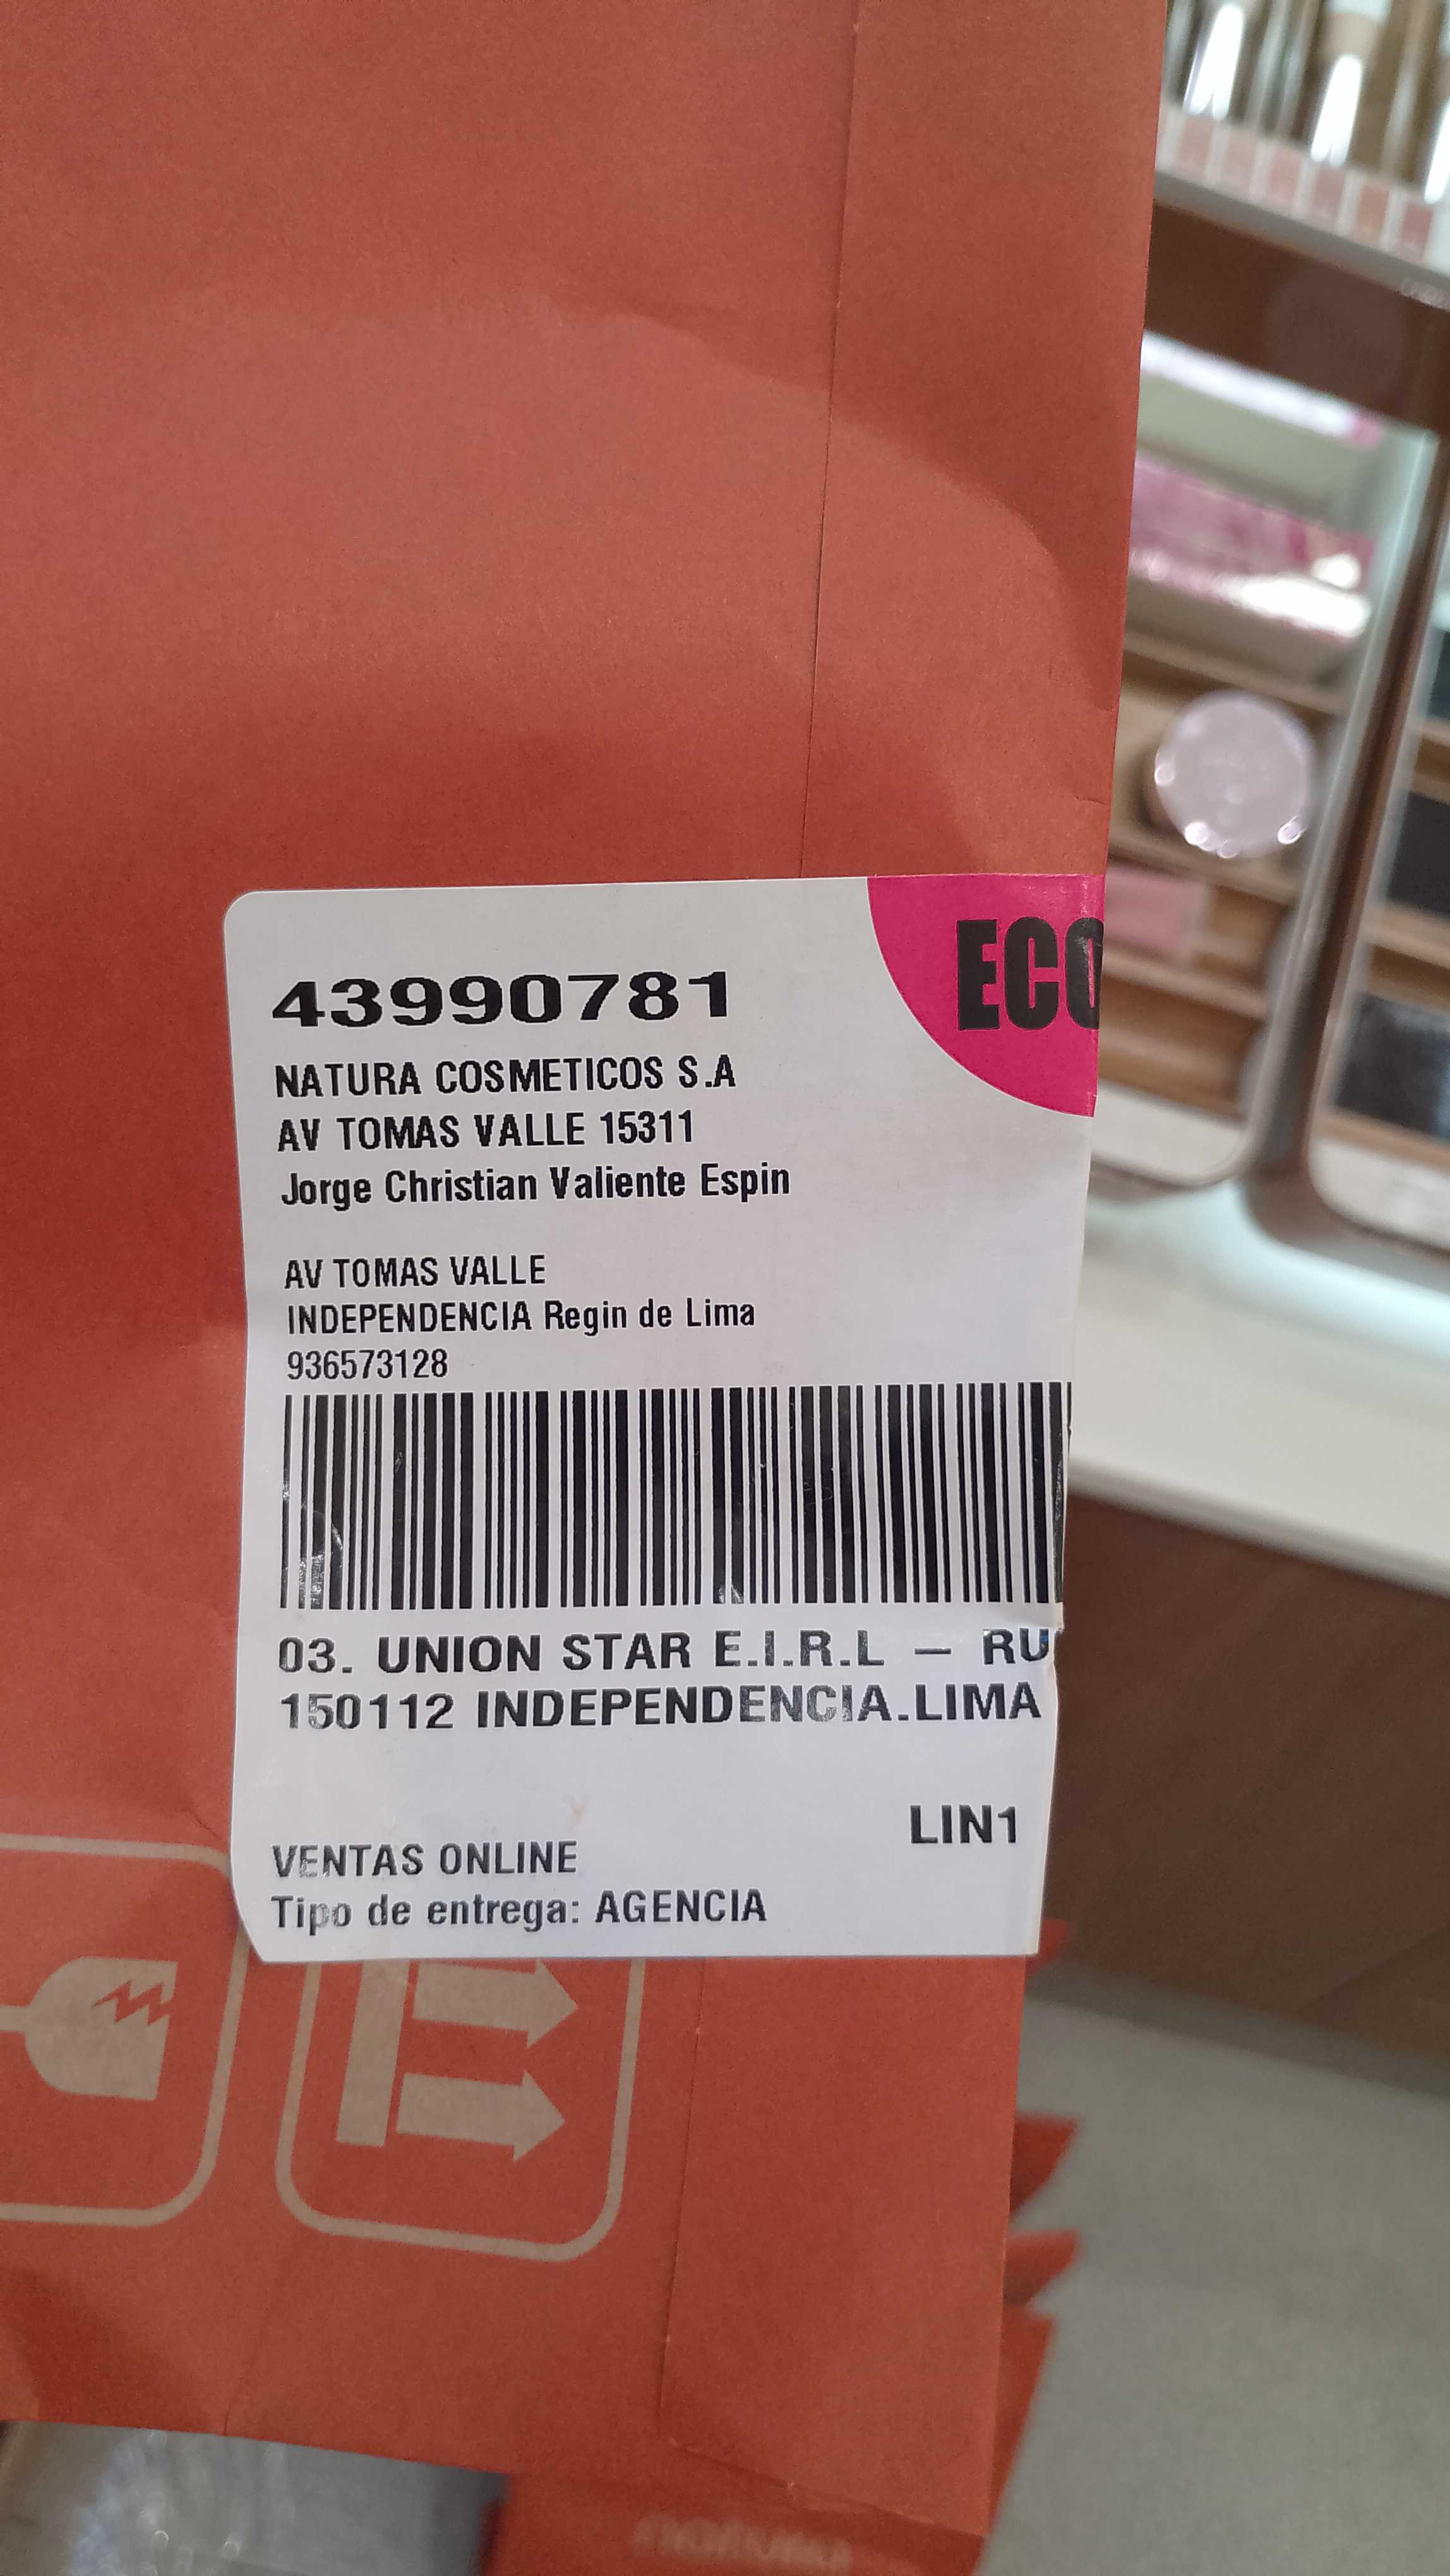 ECO
43990781
NATURA COSMETICOS S.A
AV TOMAS VALLE 15311
Jorge Christian Valiente Espin
AV TOMAS VALLE
INDEPENDENCIA Regin de Lima
936573128
03. UNION STAR E.I.R.L – RU
150112 INDEPENDENCIA.LIMA
LIN1
VENTAS ONLINE
Tipo de entrega: AGENCIA
natura